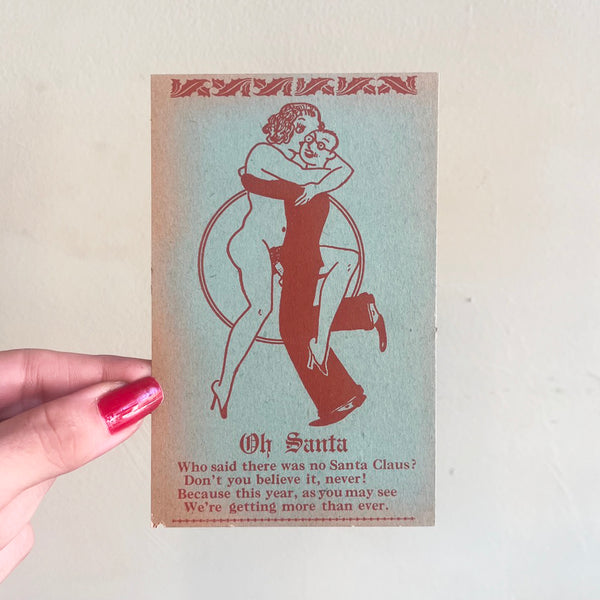 Oh Santa
Who said there was no Santa Claus?
Don't you believe it, never!
Because this year, as you may see
We're getting more than ever.